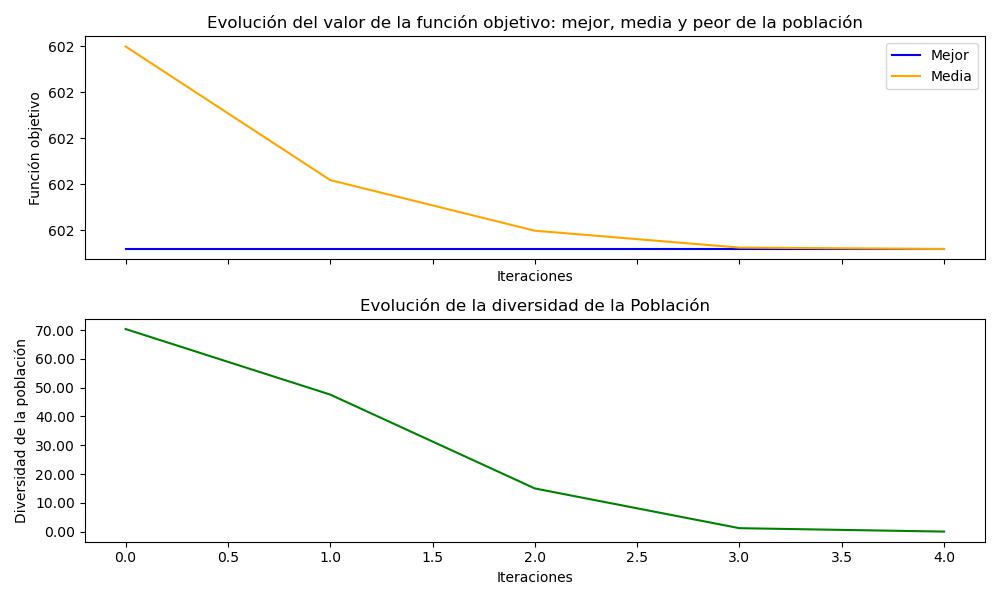 Evolución del valor de la función objetivo: mejor, media y peor de la población
Función objetivo
602
602
602
602
602
Mejor
Media
Iteraciones
Evolución de la diversidad de la Población
Diversidad de la población
70.00
60.00
50.00
40.00
30.00
20.00
10.00
0.00
0.0 0.5 1.0 1.5 2.0 2.5 3.0 3.5 4.0
Iteraciones